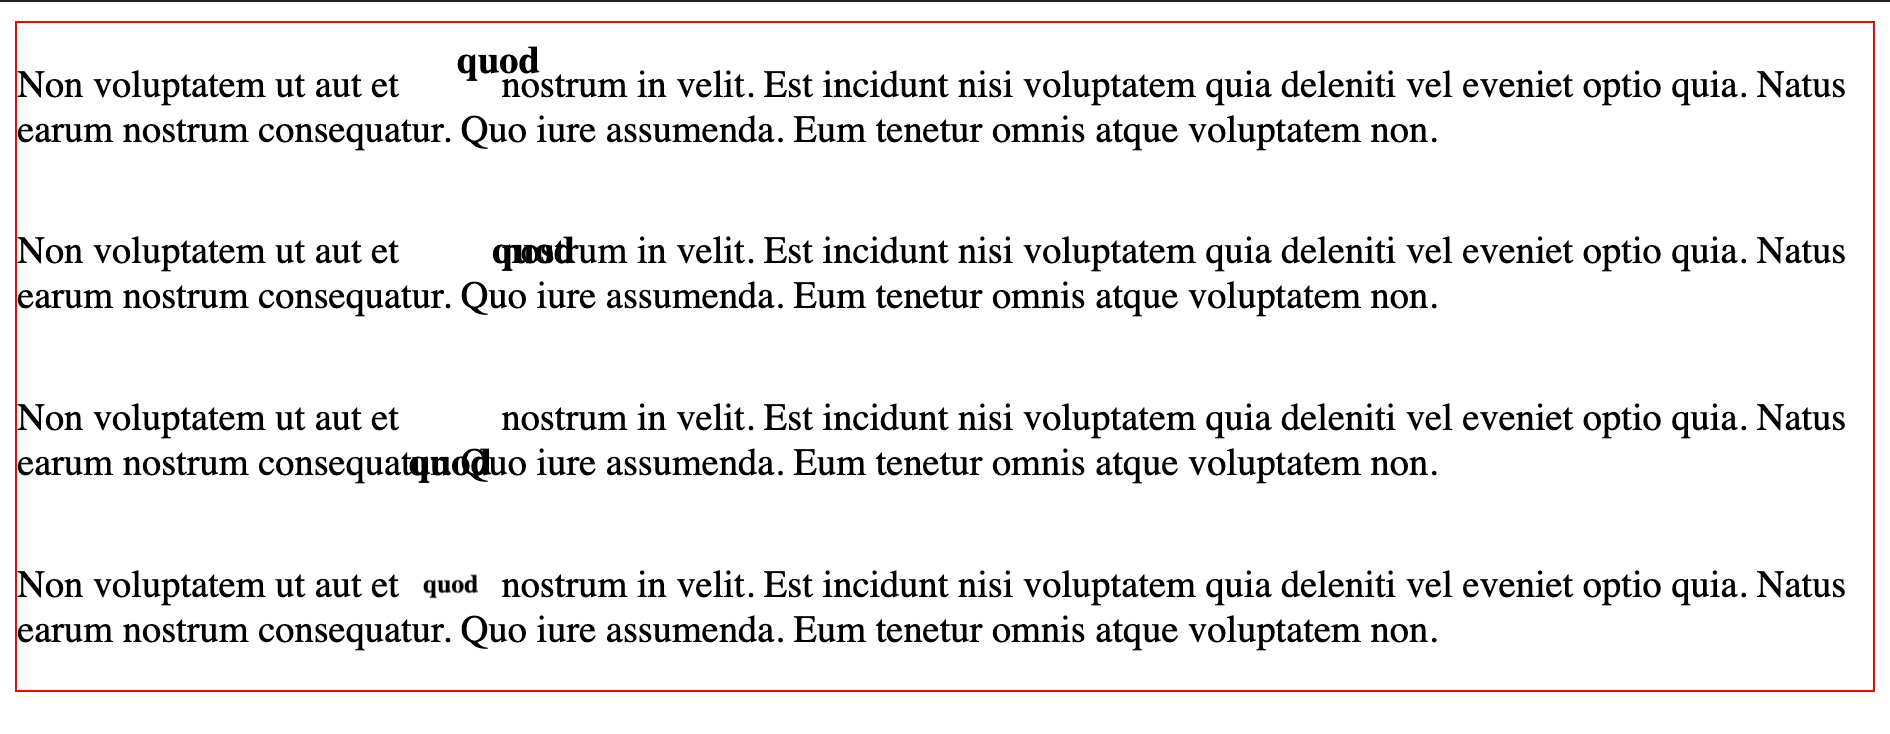 Non voluptatem ut aut et quod nostrum in velit. Est incidunt nisi voluptatem quia deleniti vel eveniet optio quia. Natus
earum nostrum consequatur. Quo iure assumenda. Eum tenetur omnis atque voluptatem non.
Non voluptatem ut aut et quod nostrum in velit. Est incidunt nisi voluptatem quia deleniti vel eveniet optio quia. Natus
earum nostrum consequatur. Quo iure assumenda. Eum tenetur omnis atque voluptatem non.
Non voluptatem ut aut et nostrum in velit. Est incidunt nisi voluptatem quia deleniti vel eveniet optio quia. Natus
earum nostrum consequatur. quod Quo iure assumenda. Eum tenetur omnis atque voluptatem non.
Non voluptatem ut aut et quod nostrum in velit. Est incidunt nisi voluptatem quia deleniti vel eveniet optio quia. Natus
earum nostrum consequatur. Quo iure assumenda. Eum tenetur omnis atque voluptatem non.